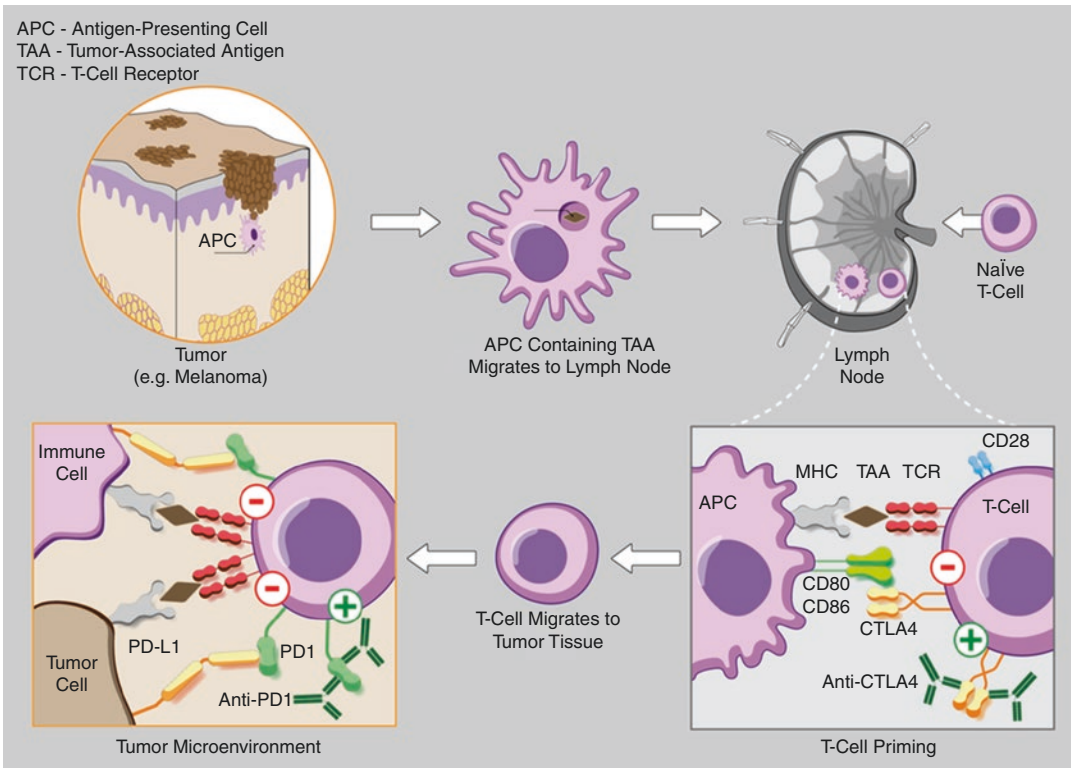 APC - Antigen-Presenting Cell
TAA - Tumor-Associated Antigen
TCR - T-Cell Receptor
APC
Tumor
(e.g. Melanoma)
APC Containing TAA
Migrates to Lymph Node
Lymph
Node
NaÏve
T-Cell
Immune
Cell
PD-L1
Tumor
Cell
PD1
Anti-PD1
Tumor Microenvironment
T-Cell Migrates to
Tumor Tissue
CD28
MHC TAA TCR
APC
T-Cell
CD80
CD86
CTLA4
Anti-CTLA4
T-Cell Priming